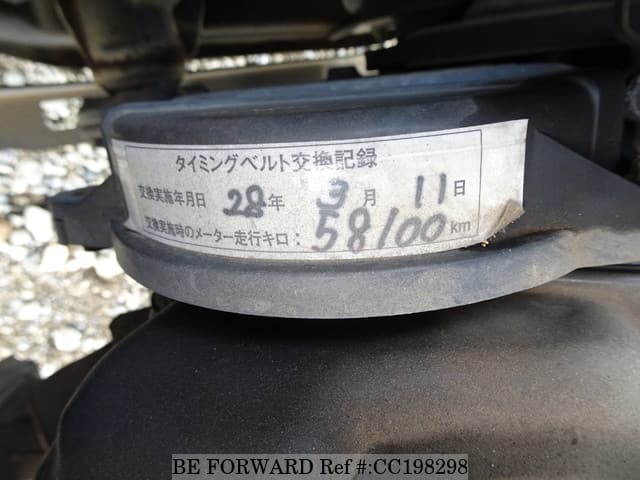 タイミングベルト交換記録
交換実施年月日 28年 3月 11日
交換実施時のメーター走行キロ：58100km
BE FORWARD Ref #:CC198298